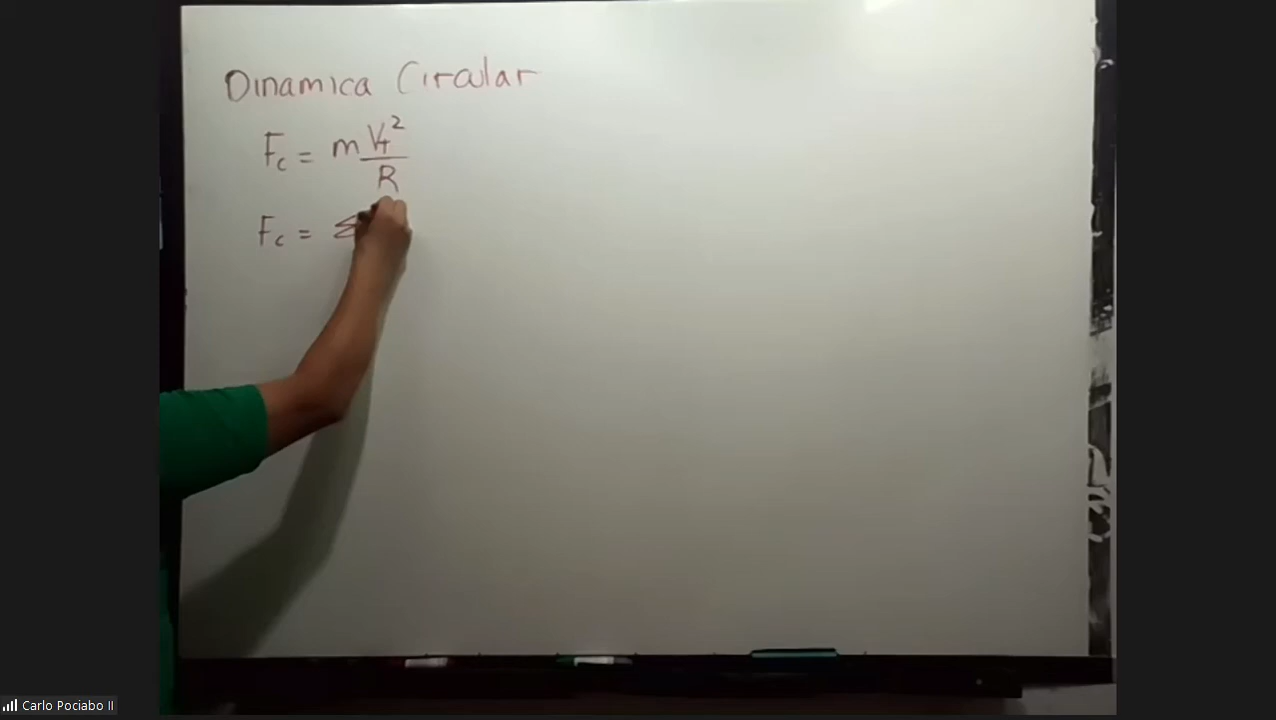 Dinamica Circular
Fc = m VT² / R
Fc = Σ
Carlo Pociabo II